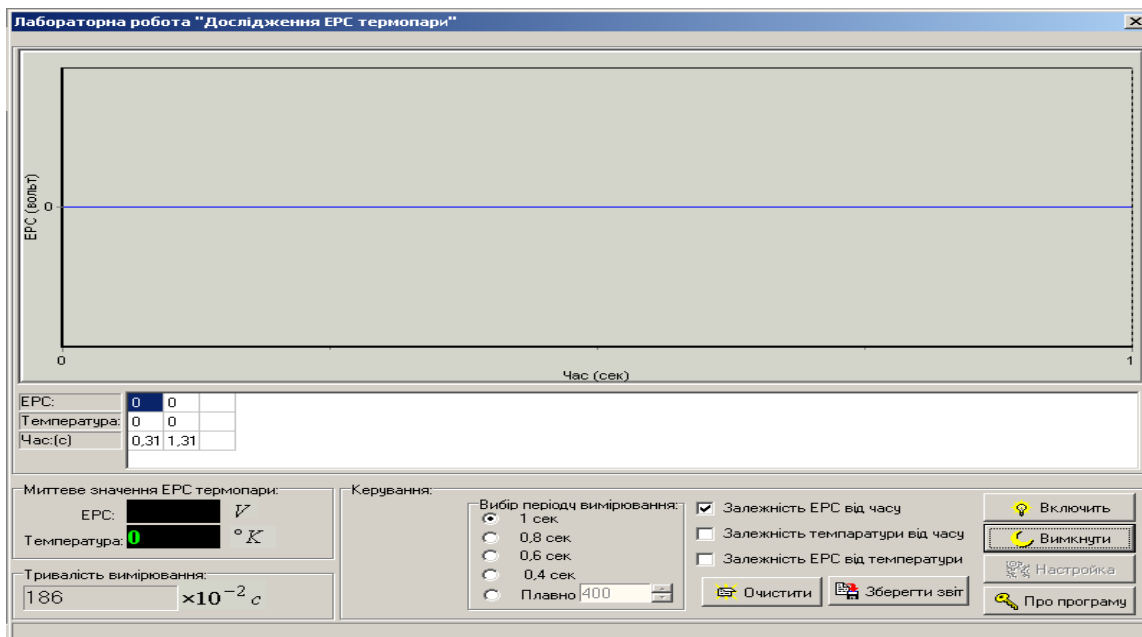 Лабораторна робота "Дослідження ЕРС термопари"
ЕРС (вольт)
0
0
1
Час (сек)
ЕРС: 0 0
Температура: 0 0
Час:(с) 0,31 1,31
Миттеве значення ЕРС термопари:
ЕРС: V
Температура: 0 °K
Тривалість вимірювання:
186 ×10⁻² c
Керування:
Вибір періоду вимірювання:
1 сек
0,8 сек
0,6 сек
0,4 сек
Плавно 400
Залежність ЕРС від часу
Залежність темпаратури від часу
Залежність ЕРС від температури
Очистити
Зберегти звіт
Включить
Вимкнути
Настройка
Про програму